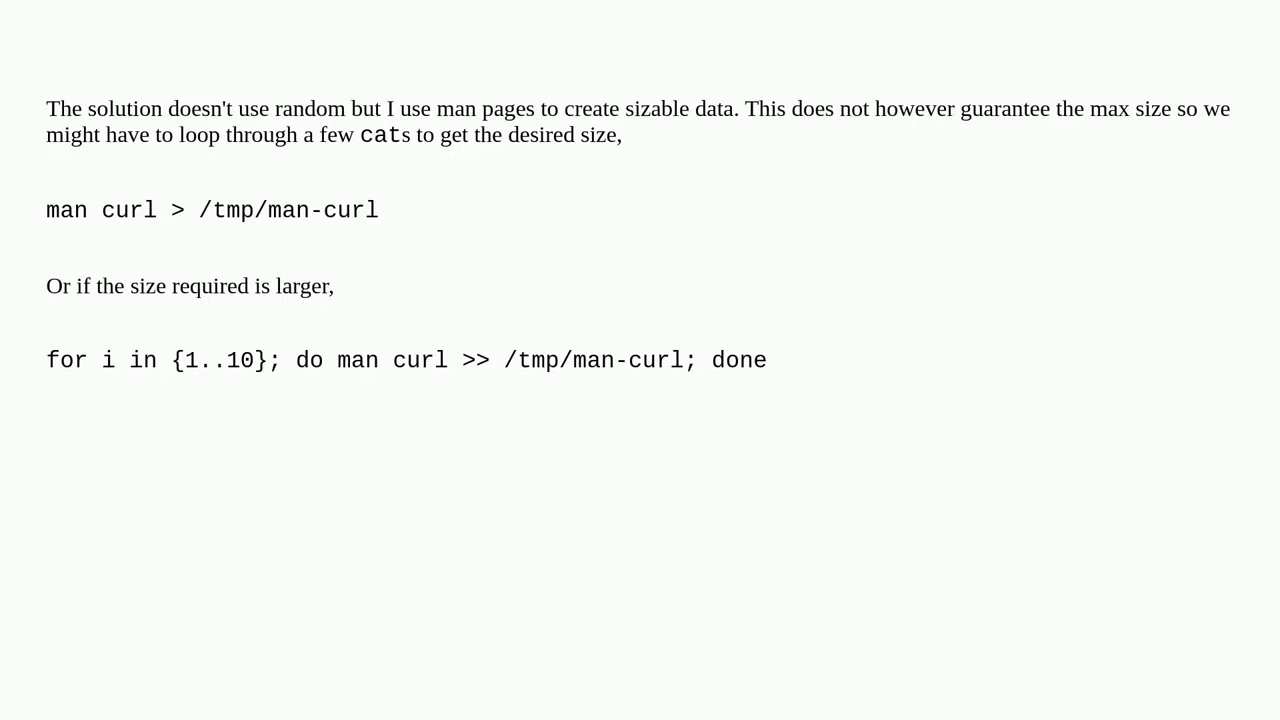 The solution doesn't use random but I use man pages to create sizable data. This does not however guarantee the max size so we
might have to loop through a few cats to get the desired size,
man curl > /tmp/man-curl
Or if the size required is larger,
for i in {1..10}; do man curl >> /tmp/man-curl; done